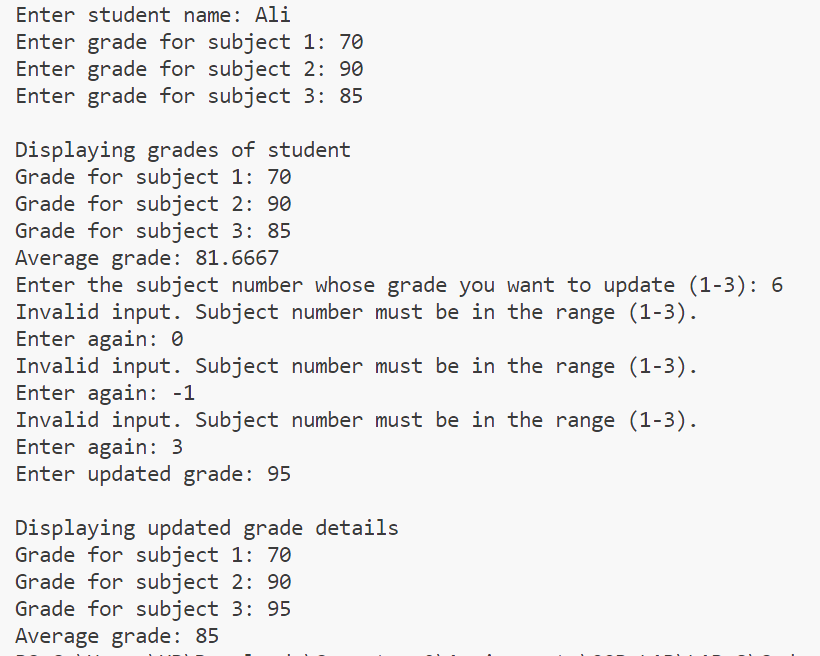 Enter student name: Ali
Enter grade for subject 1: 70
Enter grade for subject 2: 90
Enter grade for subject 3: 85
Displaying grades of student
Grade for subject 1: 70
Grade for subject 2: 90
Grade for subject 3: 85
Average grade: 81.6667
Enter the subject number whose grade you want to update (1-3): 6
Invalid input. Subject number must be in the range (1-3).
Enter again: 0
Invalid input. Subject number must be in the range (1-3).
Enter again: -1
Invalid input. Subject number must be in the range (1-3).
Enter again: 3
Enter updated grade: 95
Displaying updated grade details
Grade for subject 1: 70
Grade for subject 2: 90
Grade for subject 3: 95
Average grade: 85